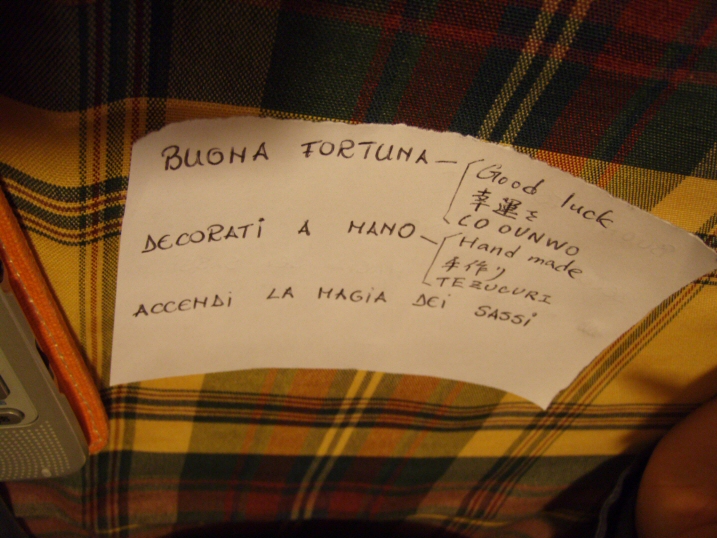 BUONA FORTUNA
Good luck
幸運を
CO OUNWO
DECORATI A MANO
Hand made
手作り
TEZUCURI
ACCENDI LA MAGIA DEI SASSI